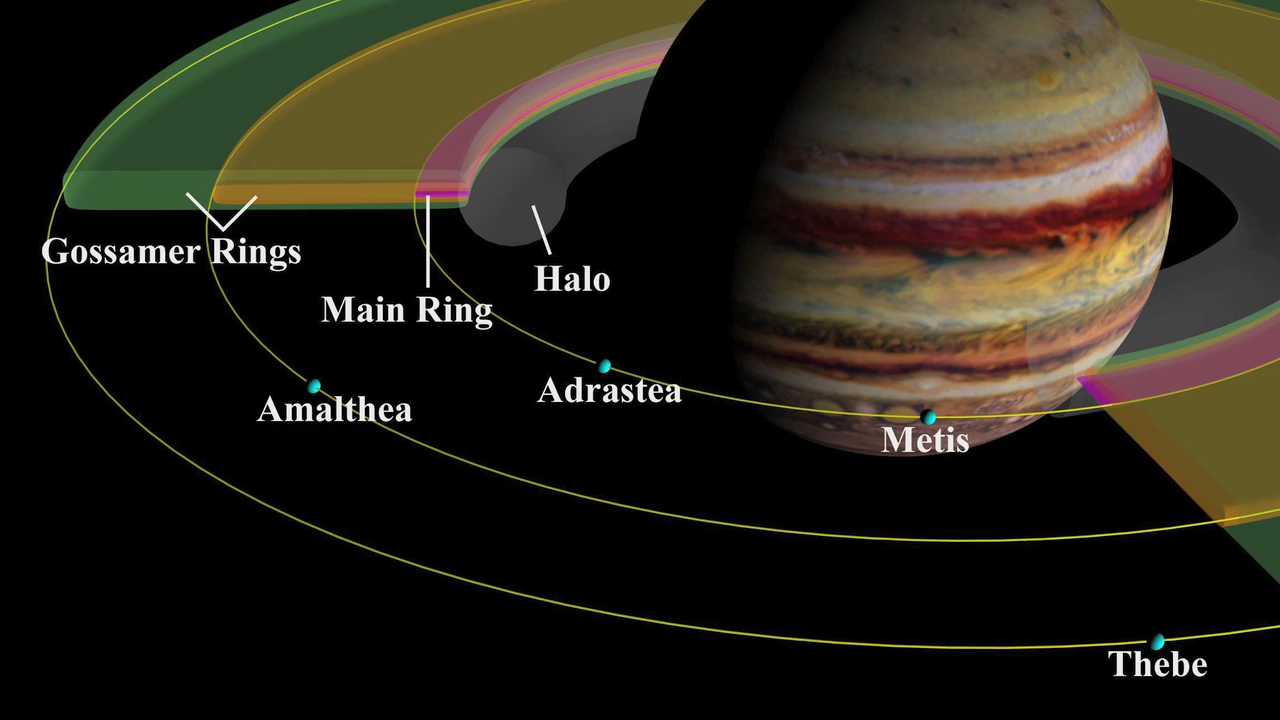 Gossamer Rings
Halo
Main Ring
Adrastea
Amalthea
Metis
Thebe